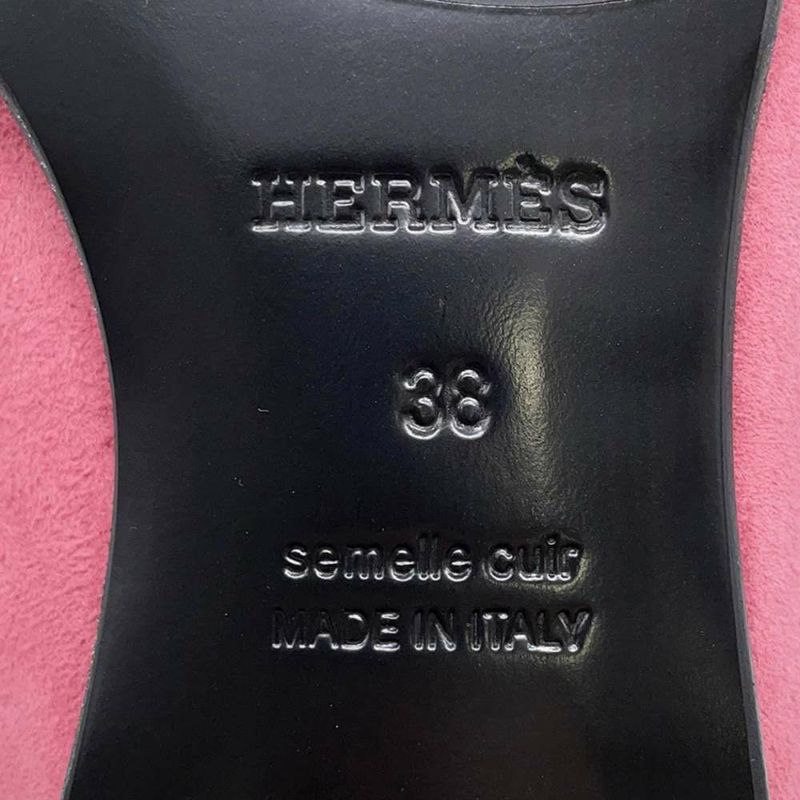 HERMÈS
38
semelle cuir
MADE IN ITALY